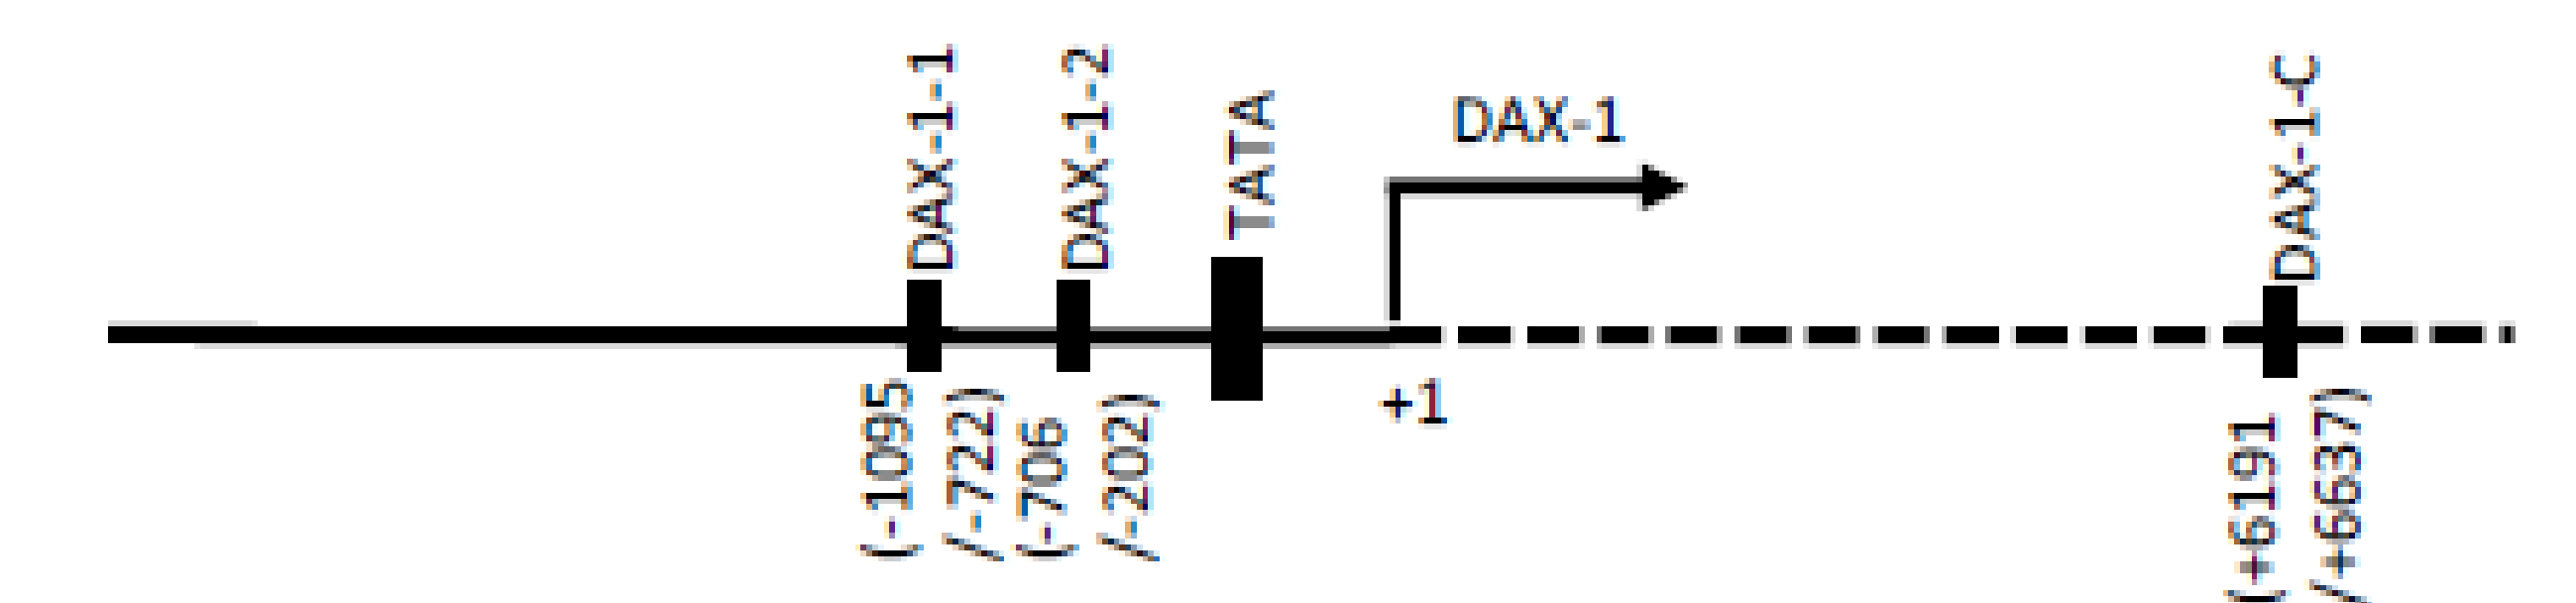 DAX-1-1
DAX-1-2
TATA
DAX-1
DAX-1-C
(-1095
/-722)
(-706
/-202)
+1
(+6191
/+6637)